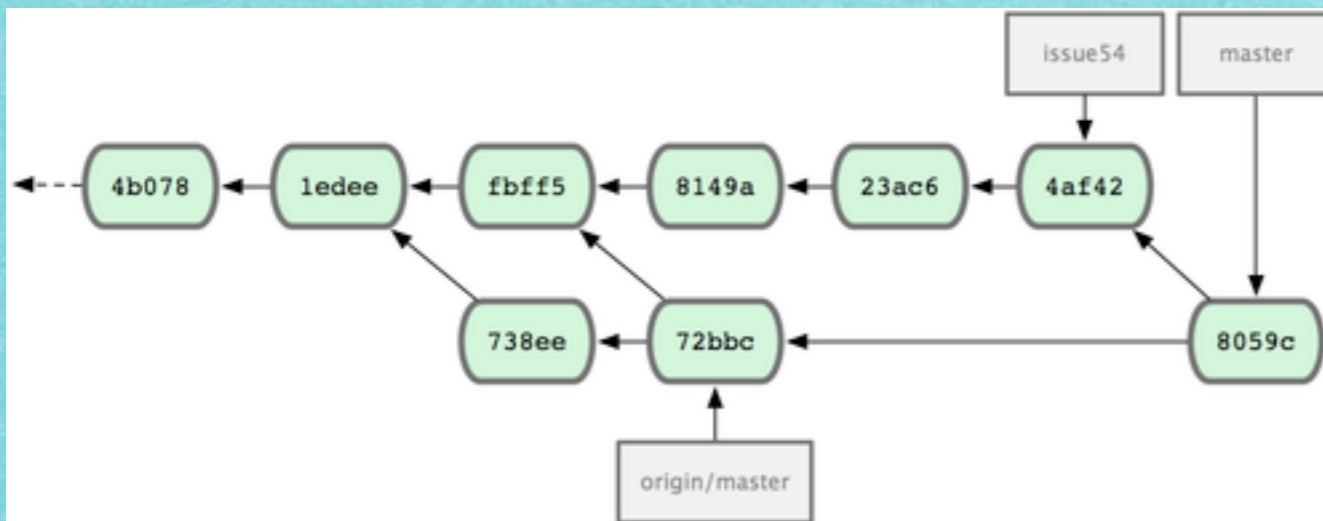 issue54 master
4b078 1edee fbff5 8149a 23ac6 4af42
738ee 72bbc 8059c
origin/master